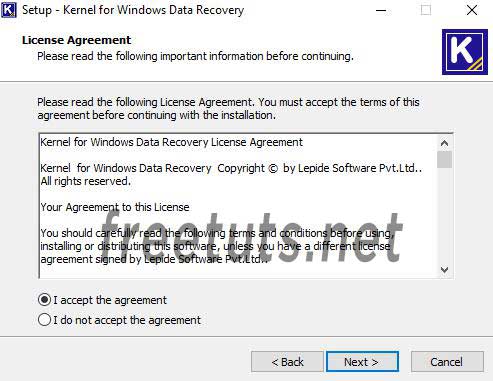 Setup - Kernel for Windows Data Recovery
License Agreement
Please read the following important information before continuing.
K
Please read the following License Agreement. You must accept the terms of this
agreement before continuing with the installation.
Kernel for Windows Data Recovery License Agreement
Kernel  for Windows Data Recovery  Copyright © by Lepide Software Pvt.Ltd..
All rights reserved.
Your Agreement to this License
You should carefully read the following terms and conditions before using,
installing or distributing this software, unless you have a different license
agreement signed by Lepide Software Pvt.Ltd..
freetuts.net
I accept the agreement
I do not accept the agreement
< Back
Next >
Cancel